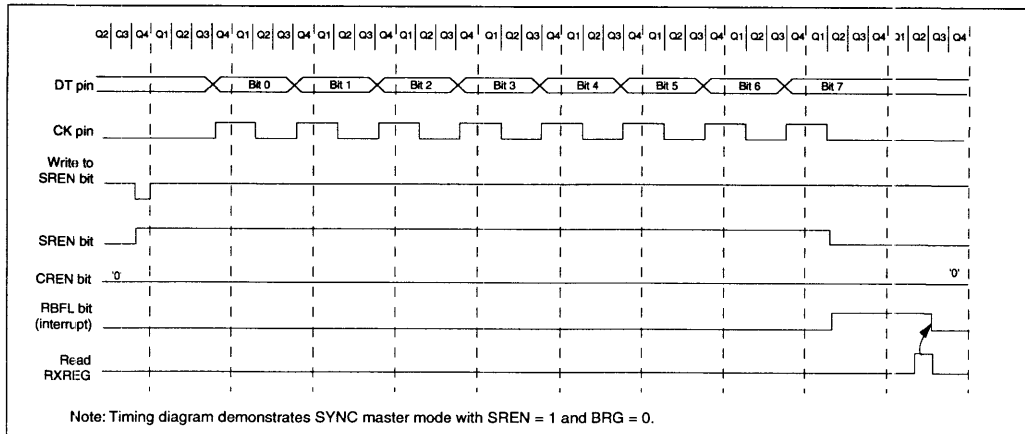 Q2 Q3 Q4 Q1 Q2 Q3 Q4 Q1 Q2 Q3 Q4 Q1 Q2 Q3 Q4 Q1 Q2 Q3 Q4 Q1 Q2 Q3 Q4 Q1 Q2 Q3 Q4 Q1 Q2 Q3 Q4 Q1 Q2 Q3 Q4 Q1 Q2 Q3 Q4 Q1 Q2 Q3 Q4
DT pin Bit 0 Bit 1 Bit 2 Bit 3 Bit 4 Bit 5 Bit 6 Bit 7
CK pin
Write to
SREN bit
SREN bit
CREN bit '0' '0'
RBFL bit
(interrupt)
Read
RXREG
Note: Timing diagram demonstrates SYNC master mode with SREN = 1 and BRG = 0.